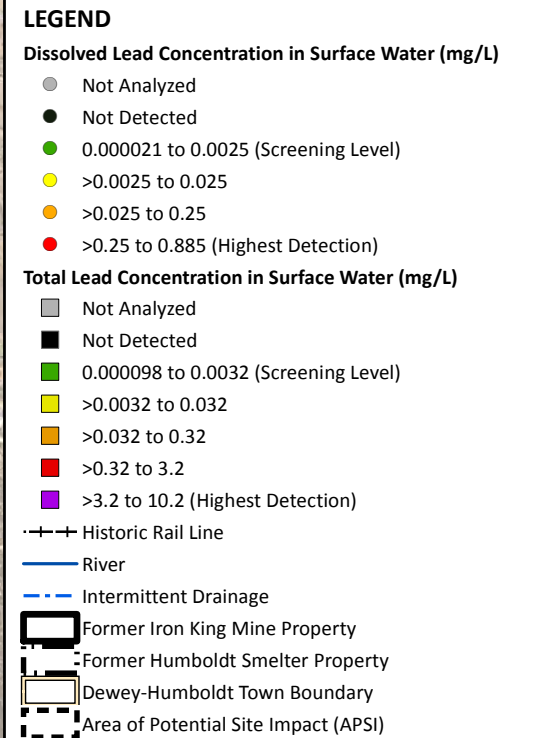 LEGEND
Dissolved Lead Concentration in Surface Water (mg/L)
Not Analyzed
Not Detected
0.000021 to 0.0025 (Screening Level)
>0.0025 to 0.025
>0.025 to 0.25
>0.25 to 0.885 (Highest Detection)
Total Lead Concentration in Surface Water (mg/L)
Not Analyzed
Not Detected
0.000098 to 0.0032 (Screening Level)
>0.0032 to 0.032
>0.032 to 0.32
>0.32 to 3.2
>3.2 to 10.2 (Highest Detection)
Historic Rail Line
River
Intermittent Drainage
Former Iron King Mine Property
Former Humboldt Smelter Property
Dewey-Humboldt Town Boundary
Area of Potential Site Impact (APSI)